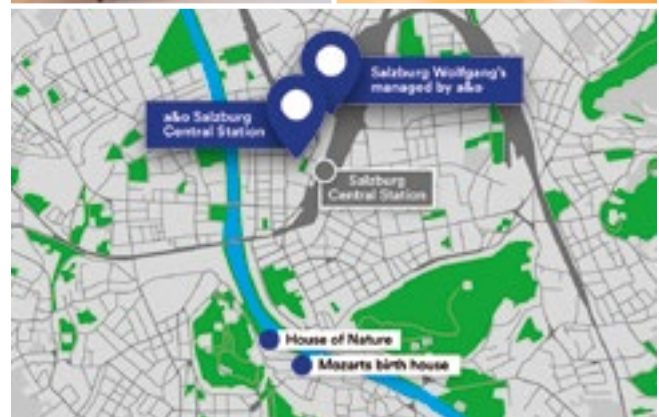 Salzburg Wolfgang's
managed by a&o
a&o Salzburg
Central Station
Salzburg
Central Station
House of Nature
Mozarts birth house